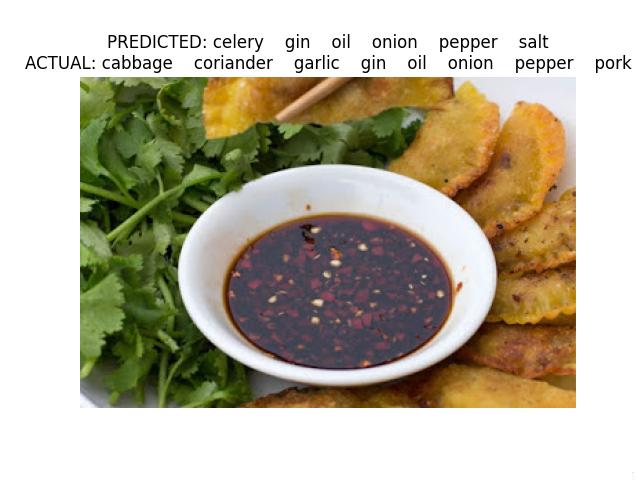 PREDICTED: celery gin oil onion pepper salt
ACTUAL: cabbage coriander garlic gin oil onion pepper pork